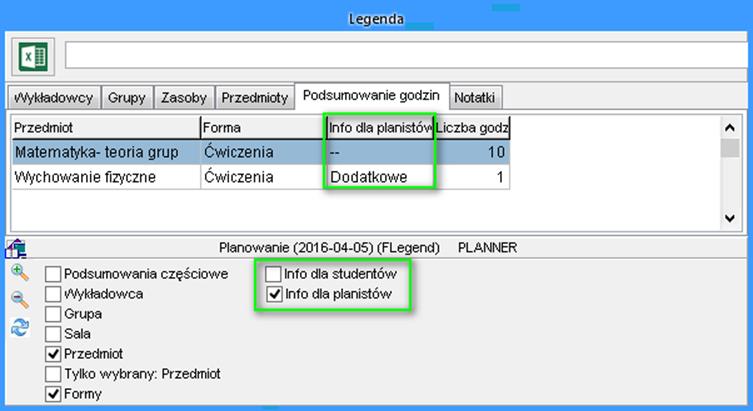 Legenda
Wykładowcy Grupy Zasoby Przedmioty Podsumowanie godzin Notatki
Przedmiot Forma Info dla planistów Liczba godz
Matematyka- teoria grup Ćwiczenia -- 10
Wychowanie fizyczne Ćwiczenia Dodatkowe 1
Planowanie (2016-04-05) (FLegend) PLANNER
Podsumowania częściowe Info dla studentów
Wykładowca Info dla planistów
Grupa
Sala
Przedmiot
Tylko wybrany: Przedmiot
Formy